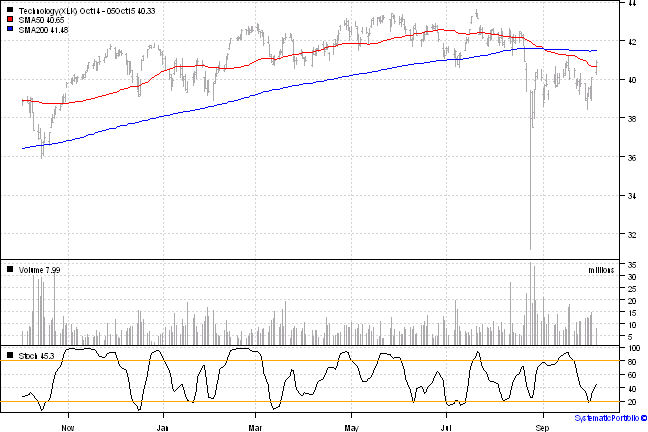 Technology(XLK) Oct14 - 05Oct15 40.33
SMA50 40.65
SMA200 41.48
44
42
40
38
36
34
32
Volume 7.99
millions
35
30
25
20
15
10
5
Stoch 45.3
100
80
60
40
20
Nov
Jan
Mar
May
Jul
Sep
SystematicPortfolio ©